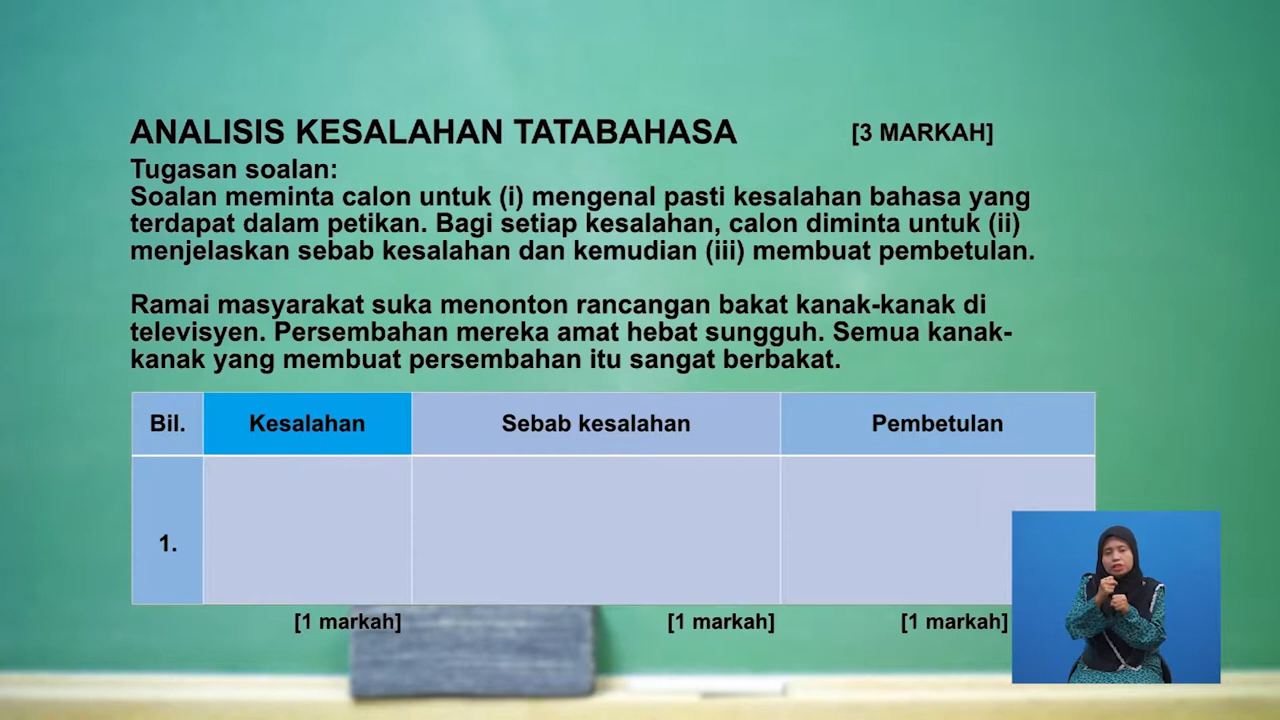 ANALISIS KESALAHAN TATABAHASA [3 MARKAH]
Tugasan soalan:
Soalan meminta calon untuk (i) mengenal pasti kesalahan bahasa yang
terdapat dalam petikan. Bagi setiap kesalahan, calon diminta untuk (ii)
menjelaskan sebab kesalahan dan kemudian (iii) membuat pembetulan.
Ramai masyarakat suka menonton rancangan bakat kanak-kanak di
televisyen. Persembahan mereka amat hebat sungguh. Semua kanak-
kanak yang membuat persembahan itu sangat berbakat.
Bil. Kesalahan Sebab kesalahan Pembetulan
1.
[1 markah] [1 markah] [1 markah]